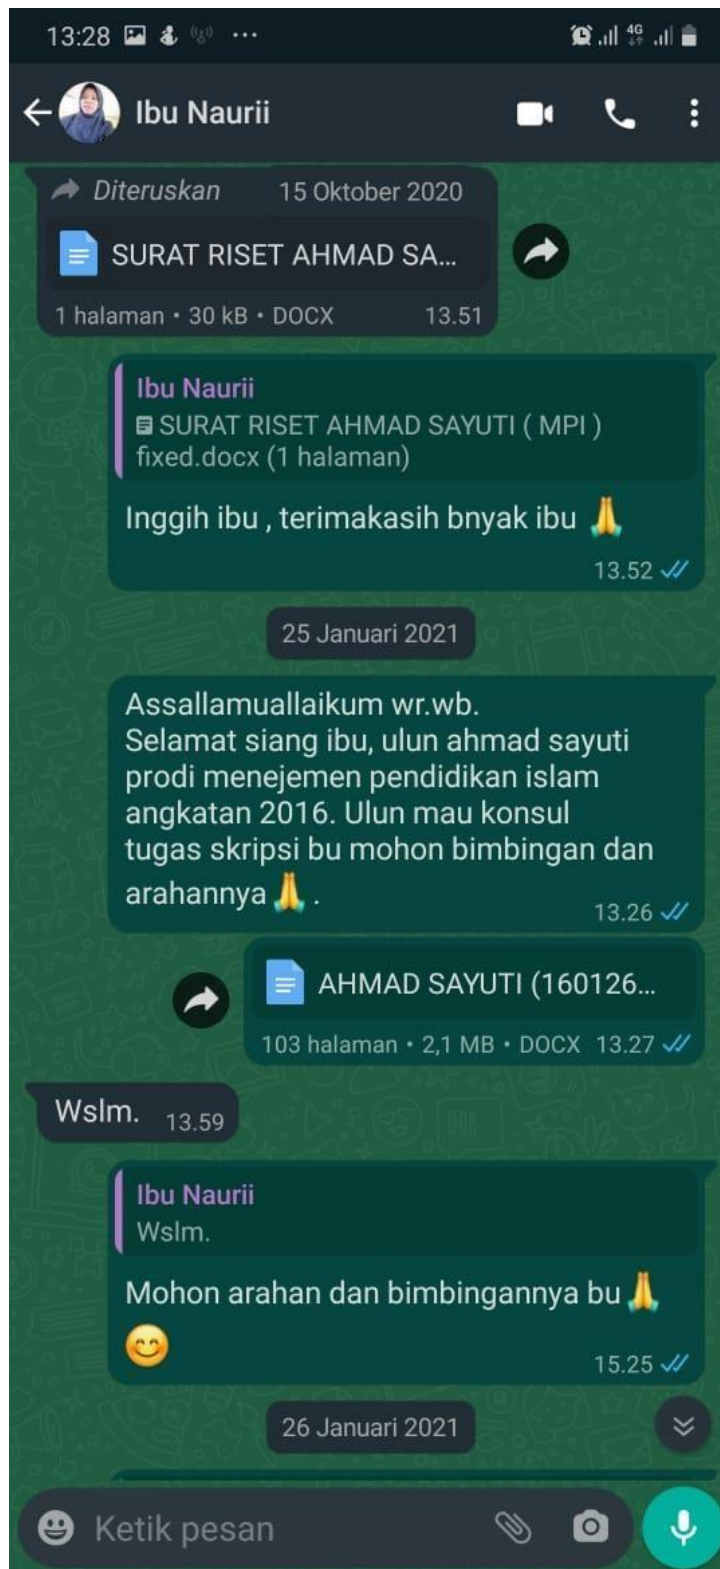 13:28 ... 4G
Ibu Naurii
Diteruskan 15 Oktober 2020
SURAT RISET AHMAD SA...
1 halaman • 30 kB • DOCX 13.51
Ibu Naurii
SURAT RISET AHMAD SAYUTI ( MPI )
fixed.docx (1 halaman)
Inggih ibu , terimakasih bnyak ibu 🙏
13.52
25 Januari 2021
Assallamuallaikum wr.wb.
Selamat siang ibu, ulun ahmad sayuti
prodi menejemen pendidikan islam
angkatan 2016. Ulun mau konsul
tugas skripsi bu mohon bimbingan dan
arahannya 🙏 .
13.26
AHMAD SAYUTI (160126...
103 halaman • 2,1 MB • DOCX 13.27
Wslm. 13.59
Ibu Naurii
Wslm.
Mohon arahan dan bimbingannya bu 🙏
😊
15.25
26 Januari 2021
Ketik pesan